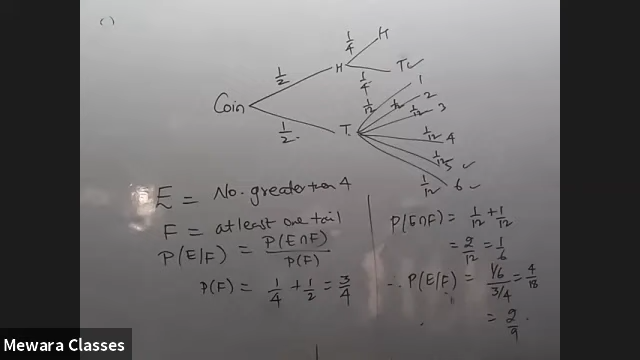 1/4 H
1/2 H
1/4 T ✓
Coin
1/12 1
1/12 2
1/12 3
1/2 T.
1/12 4
1/12 5 ✓
1/12 6 ✓
E = No. greater than 4
F = at least one tail
P(E/F) = P(E∩F) / P(F)
P(F) = 1/4 + 1/2 = 3/4
P(E∩F) = 1/12 + 1/12
= 2/12 = 1/6
∴ P(E/F) = 1/6 / 3/4 = 4/18
= 2/9.
Mewara Classes